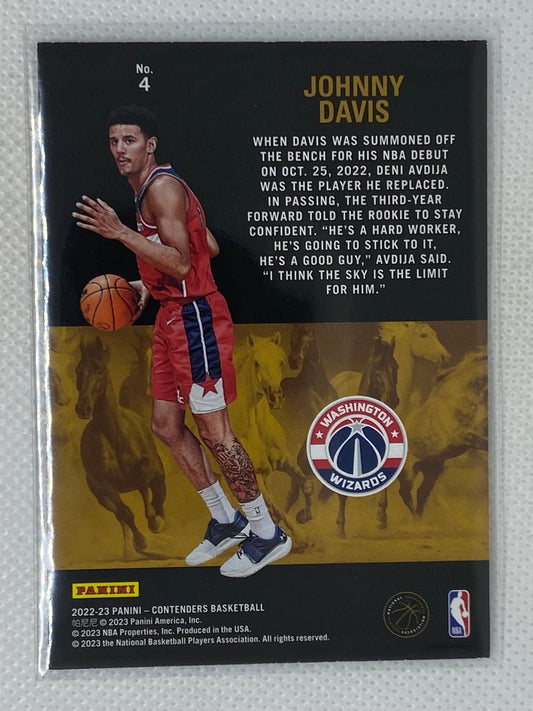 No.
4
JOHNNY
DAVIS
WHEN DAVIS WAS SUMMONED OFF
THE BENCH FOR HIS NBA DEBUT
ON OCT. 25, 2022, DENI AVDIJA
WAS THE PLAYER HE REPLACED.
IN PASSING, THE THIRD-YEAR
FORWARD TOLD THE ROOKIE TO STAY
CONFIDENT. “HE’S A HARD WORKER,
HE’S GOING TO STICK TO IT,
HE’S A GOOD GUY,” AVDIJA SAID.
“I THINK THE SKY IS THE LIMIT
FOR HIM.”
WASHINGTON
WIZARDS
PANINI
2022-23 PANINI – CONTENDERS BASKETBALL
帕尼尼 © 2023 Panini America, Inc.
© 2023 NBA Properties, Inc. Produced in the USA.
© 2023 the National Basketball Players Association. All rights reserved.
NBA